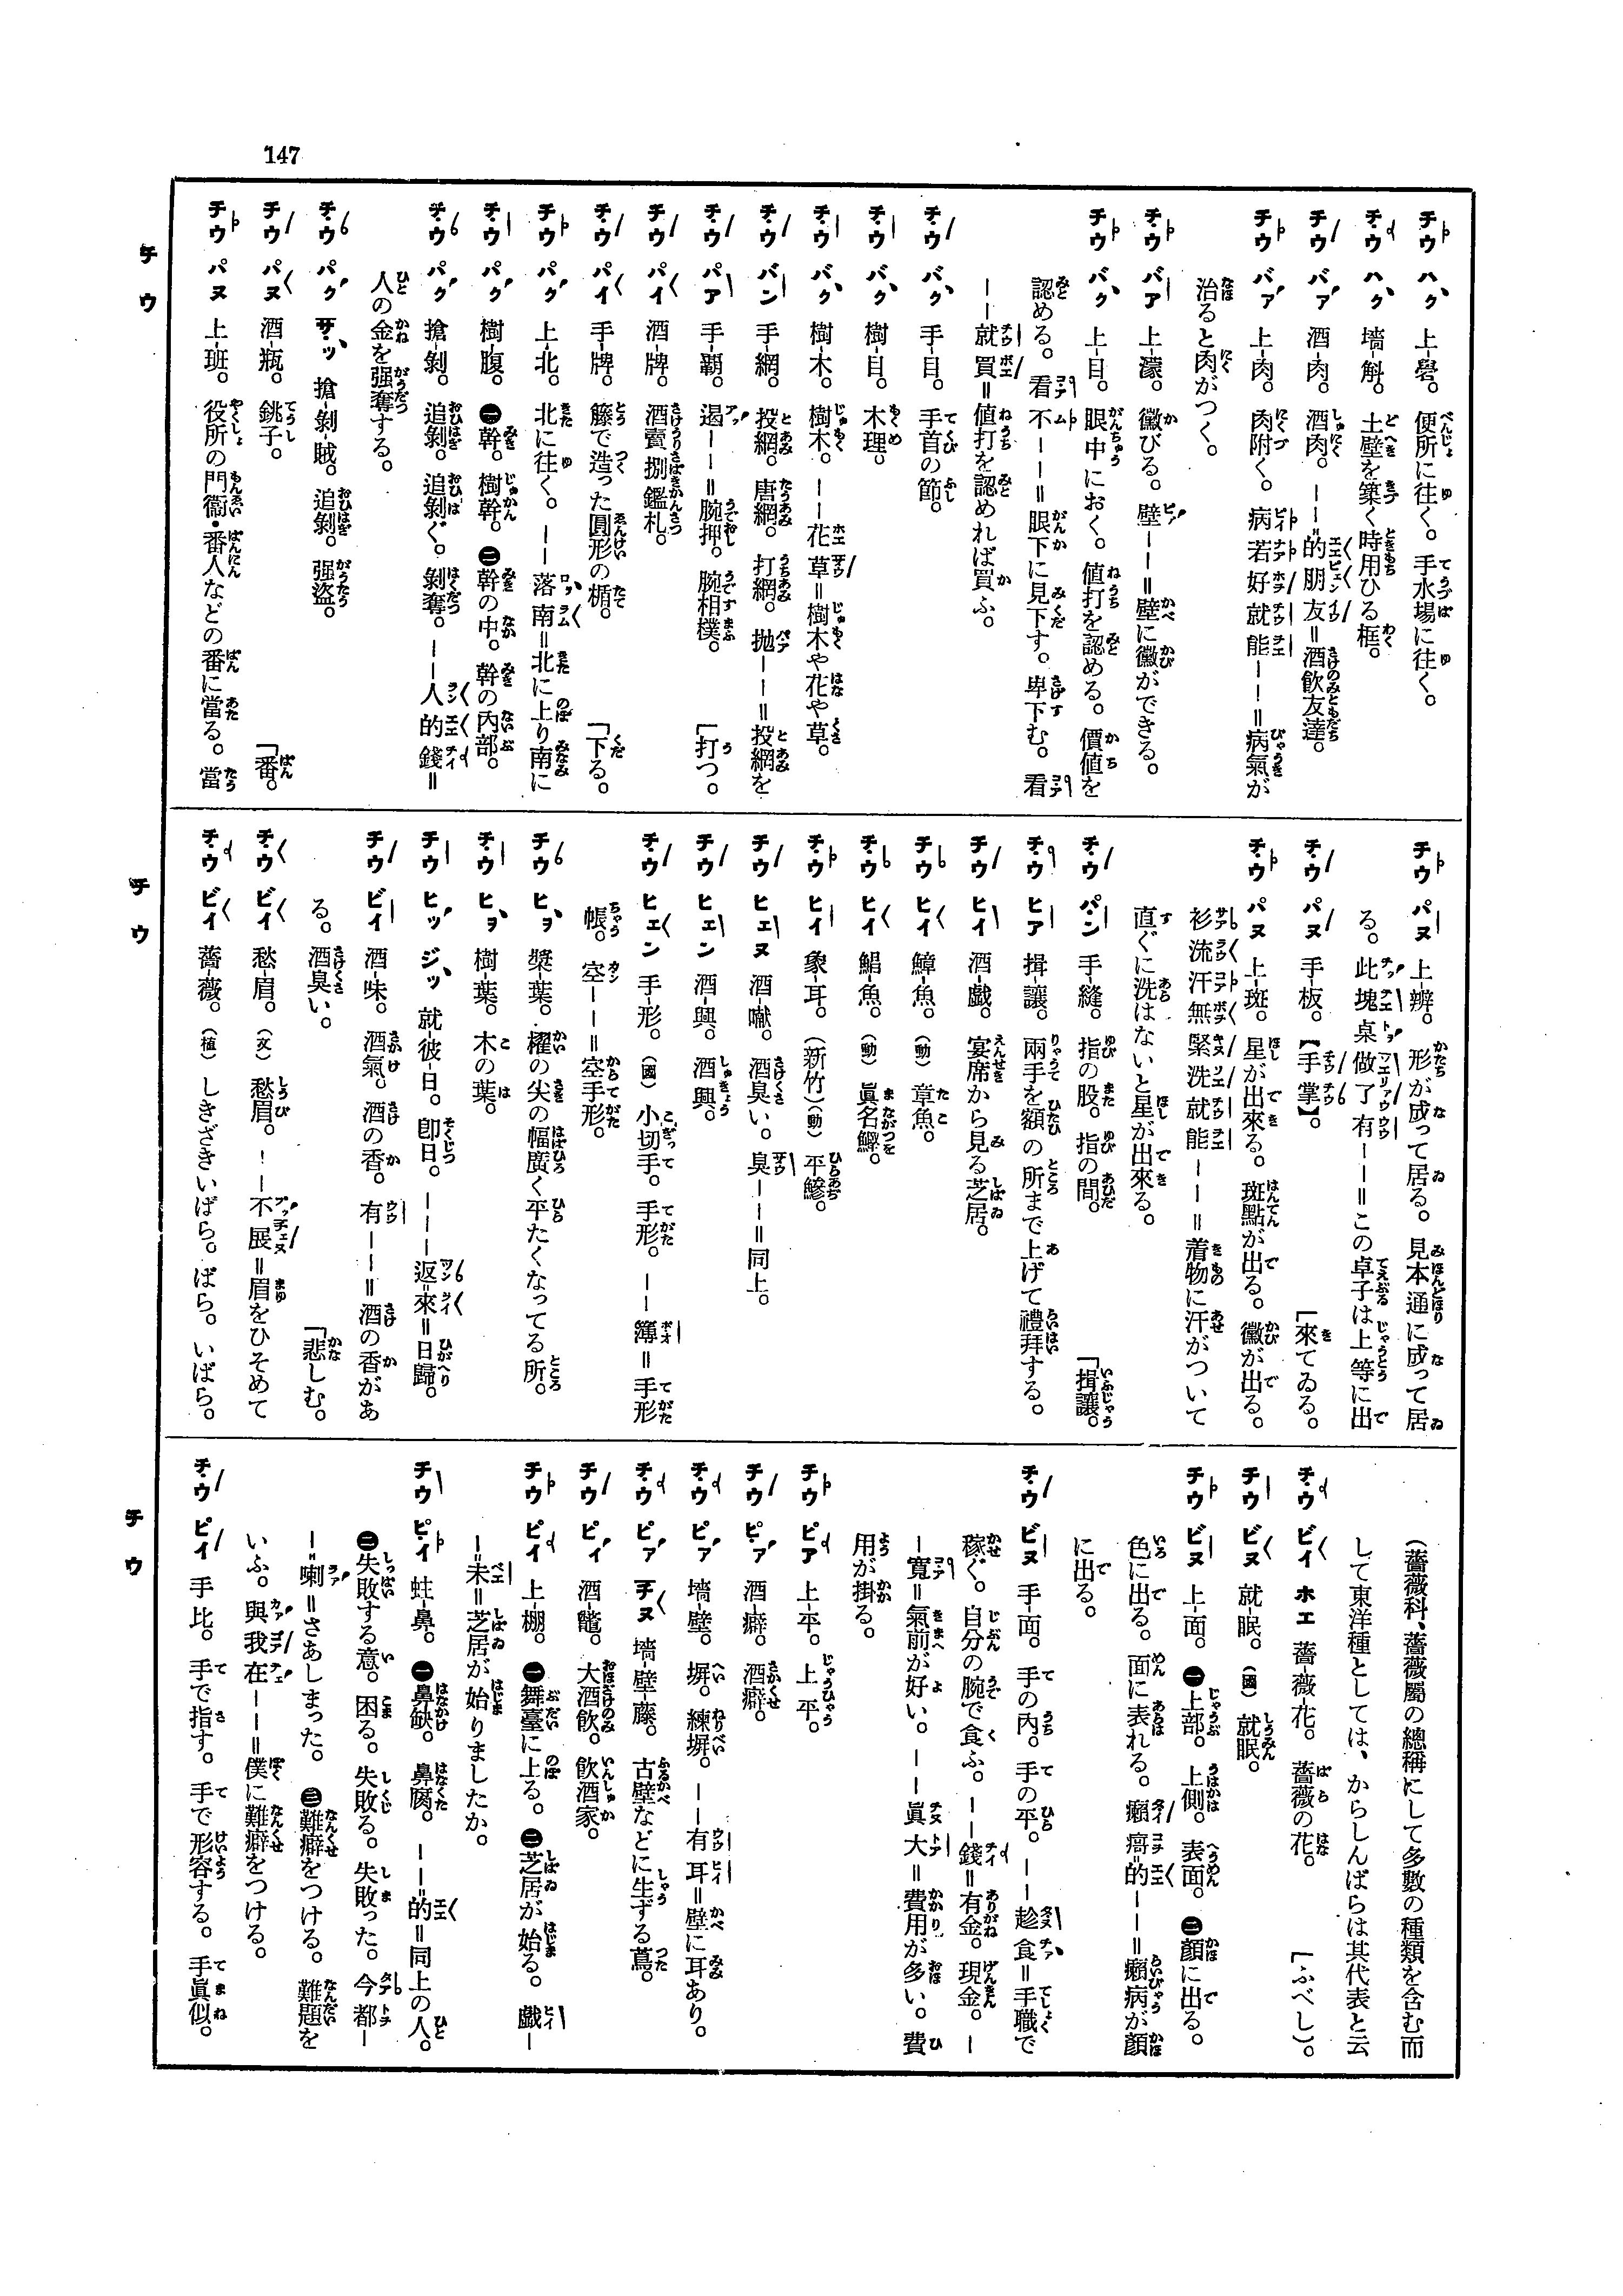 147
チウ ハク 上-礐。 便所に往く。手水場に往く。
チウ ハク 墻-斛。 土壁を築く時用ひる框。
チウ バァ 酒-肉。 酒肉。 ——的朋友=酒飲友達。
チウ バァ 上-肉。 肉附く。 病若好就能——=病氣が
治ると肉がつく。
チウ バァ 上-濛。 黴びる。 壁——=壁に黴ができる。
チウ バク 上-目。 眼中におく。値打を認める。價値を
認める。看不——=眼下に見下す。卑下む。看
——就買=値打を認めれば買ふ。
チウ バク 手-目。 手首の節。
チウ バク 樹-目。 木理。
チウ バク 樹-木。 樹木。 ——花草=樹木や花や草。
チウ バン 手-網。 投網。唐網。打網。拋——=投網を
チウ パア 手-覇。 遏——=腕押。腕相樸。 「打つ。
チウ パイ 酒-牌。 酒賣捌鑑札。
チウ パイ 手-牌。 籐で造った圓形の楯。 「下る。
チウ パク 上-北。 北に往く。 ——落南=北に上り南に
チウ パク 樹-腹。 ㊀幹。樹幹。 ㊁幹の中。幹の內部。
チウ パク 搶-剝。 追剝。追剝ぐ。剝奪。 ——人的錢=
人の金を强奪する。
チウ パク サッ 搶-剝-賊。 追剝。强盜。
チウ パヌ 酒-瓶。 銚子。 「番。
チウ パヌ 上-班。 役所の門衞・番人などの番に當る。當
チウ
チウ パヌ 上-辨。 形が成って居る。見本通に成って居
る。此塊桌做了有——=この卓子は上等に出
チウ パヌ 手-板。 【手掌】。 「來てゐる。
チウ パヌ 上-斑。 星が出來る。斑點が出る。黴が出る。
衫流汗無緊洗就能——=着物に汗がついて
直ぐに洗はないと星が出來る。
チウ パン 手-縫。 指の股。指の間。 「揖讓。
チウ ヒア 揖-讓。 兩手を額の所まで上げて禮拜する。
チウ ヒイ 酒-戲。 宴席から見る芝居。
チウ ヒイ 鱆-魚。 (動) 章魚。
チウ ヒイ 鯧-魚。 (動) 眞名鰹。
チウ ヒイ 象-耳。 (新竹)(動) 平鰺。
チウ ヒェヌ 酒-嚈。 酒臭い。臭——=同上。
チウ ヒェン 酒-興。 酒興。
チウ ヒェン 手-形。 (國) 小切手。手形。 ——簿=手形
帳。空——=空手形。
チウ ヒヲ 槳-葉。 櫂の尖の幅廣く平たくなってる所。
チウ ヒヲ 樹-葉。 木の葉。
チウ ヒッ ジッ 就-彼-日。 卽日。 ———返來=日歸。
チウ ビイ 酒-味。 酒氣。酒の香。有——=酒の香があ
る。酒臭い。 「悲しむ。
チウ ビイ 愁-眉。 (文) 愁眉。 ——不展=眉をひそめて
チウ ビイ 薔-薇。 (植) しきざきいばら。ばら。いばら。
チウ
(薔薇科、薔薇屬の總稱にして多數の種類を含む而
して東洋種としては、からしんばらは其代表と云
チウ ビイ ホエ 薔-薇-花。 薔薇の花。 「ふべし)。
チウ ビヌ 就-眠。 (國) 就眠。
チウ ビヌ 上-面。 ㊀上部。上側。表面。 ㊁顏に出る。
色に出る。面に表れる。癩㾐的——=癩病が顏
に出る。
チウ ビヌ 手-面。 手の內。手の平。 ——趁食=手職で
稼ぐ。自分の腕で食ふ。 ——錢=有金。現金。—
—寬=氣前が好い。 ——眞大=費用が多い。費
用が掛る。
チウ ピア 上-平。 上平。
チウ ピァ 酒-癖。 酒癖。
チウ ピァ 墻-壁。 塀。練塀。 ——有耳=壁に耳あり。
チウ ピァ チヌ 墻-壁-藤。 古壁などに生ずる蔦。
チウ ピィ 酒-鼈。 大酒飮。飮酒家。
チウ ピイ 上-棚。 ㊀舞臺に上る。 ㊁芝居が始る。戲—
—未=芝居が始りましたか。
チウ ピイ 蛀-鼻。 ㊀鼻缺。鼻腐。 ——的=同上の人。
㊁失敗する意。困る。失敗る。失敗った。今都—
—喇=さあしまった。 ㊂難癖をつける。難題を
いふ。與我在——=僕に難癖をつける。
チウ ピイ 手比。 手で指す。手で形容する。手眞似。
チウ